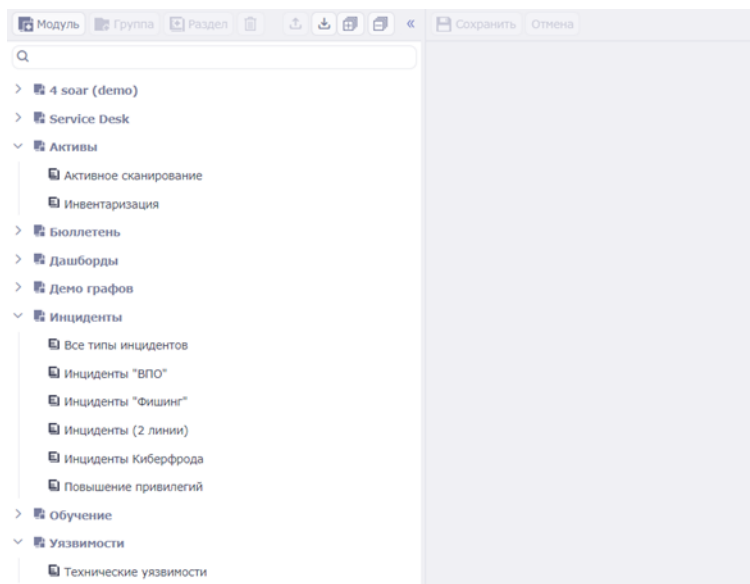 Модуль Группа Раздел « Сохранить Отмена
4 soar (demo)
Service Desk
Активы
Активное сканирование
Инвентаризация
Бюллетень
Дашборды
Демо графов
Инциденты
Все типы инцидентов
Инциденты "ВПО"
Инциденты "Фишинг"
Инциденты (2 линии)
Инциденты Киберфрода
Повышение привилегий
Обучение
Уязвимости
Технические уязвимости